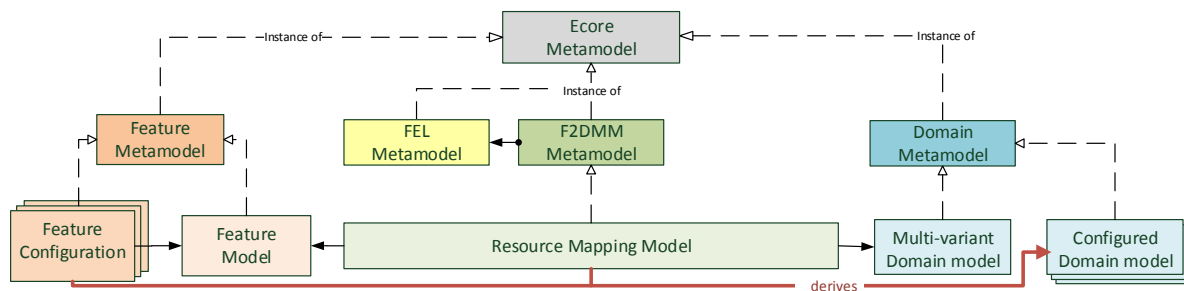 Ecore
Metamodel
Instance of
Instance of
Instance of
Feature
Metamodel
FEL
Metamodel
F2DMM
Metamodel
Domain
Metamodel
Feature
Configuration
Feature
Model
Resource Mapping Model
Multi-variant
Domain model
Configured
Domain model
derives